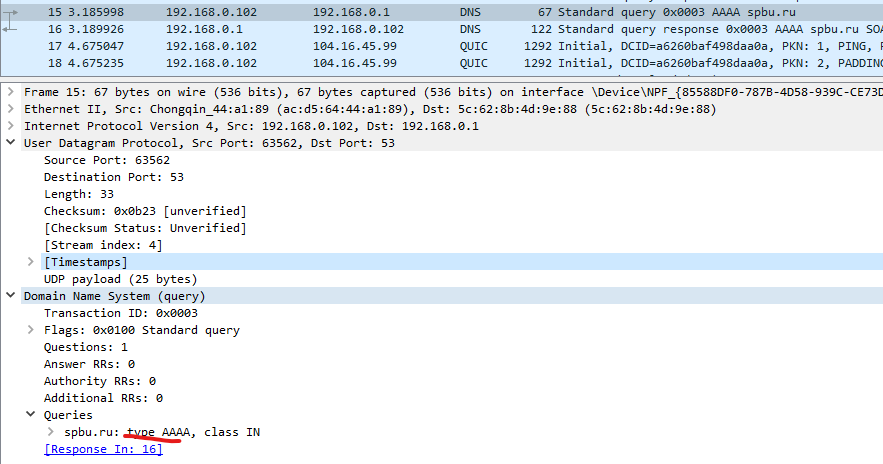 15 3.185998 192.168.0.102 192.168.0.1 DNS 67 Standard query 0x0003 AAAA spbu.ru
16 3.189926 192.168.0.1 192.168.0.102 DNS 122 Standard query response 0x0003 AAAA spbu.ru SOA
17 4.675047 192.168.0.102 104.16.45.99 QUIC 1292 Initial, DCID=a6260baf498daa0a, PKN: 1, PING, P
18 4.675235 192.168.0.102 104.16.45.99 QUIC 1292 Initial, DCID=a6260baf498daa0a, PKN: 2, PADDING
Frame 15: 67 bytes on wire (536 bits), 67 bytes captured (536 bits) on interface \Device\NPF_{85588DF0-787B-4D58-939C-CE73D
Ethernet II, Src: Chongqin_44:a1:89 (ac:d5:64:44:a1:89), Dst: 5c:62:8b:4d:9e:88 (5c:62:8b:4d:9e:88)
Internet Protocol Version 4, Src: 192.168.0.102, Dst: 192.168.0.1
User Datagram Protocol, Src Port: 63562, Dst Port: 53
Source Port: 63562
Destination Port: 53
Length: 33
Checksum: 0x0b23 [unverified]
[Checksum Status: Unverified]
[Stream index: 4]
[Timestamps]
UDP payload (25 bytes)
Domain Name System (query)
Transaction ID: 0x0003
Flags: 0x0100 Standard query
Questions: 1
Answer RRs: 0
Authority RRs: 0
Additional RRs: 0
Queries
spbu.ru: type AAAA, class IN
[Response In: 16]